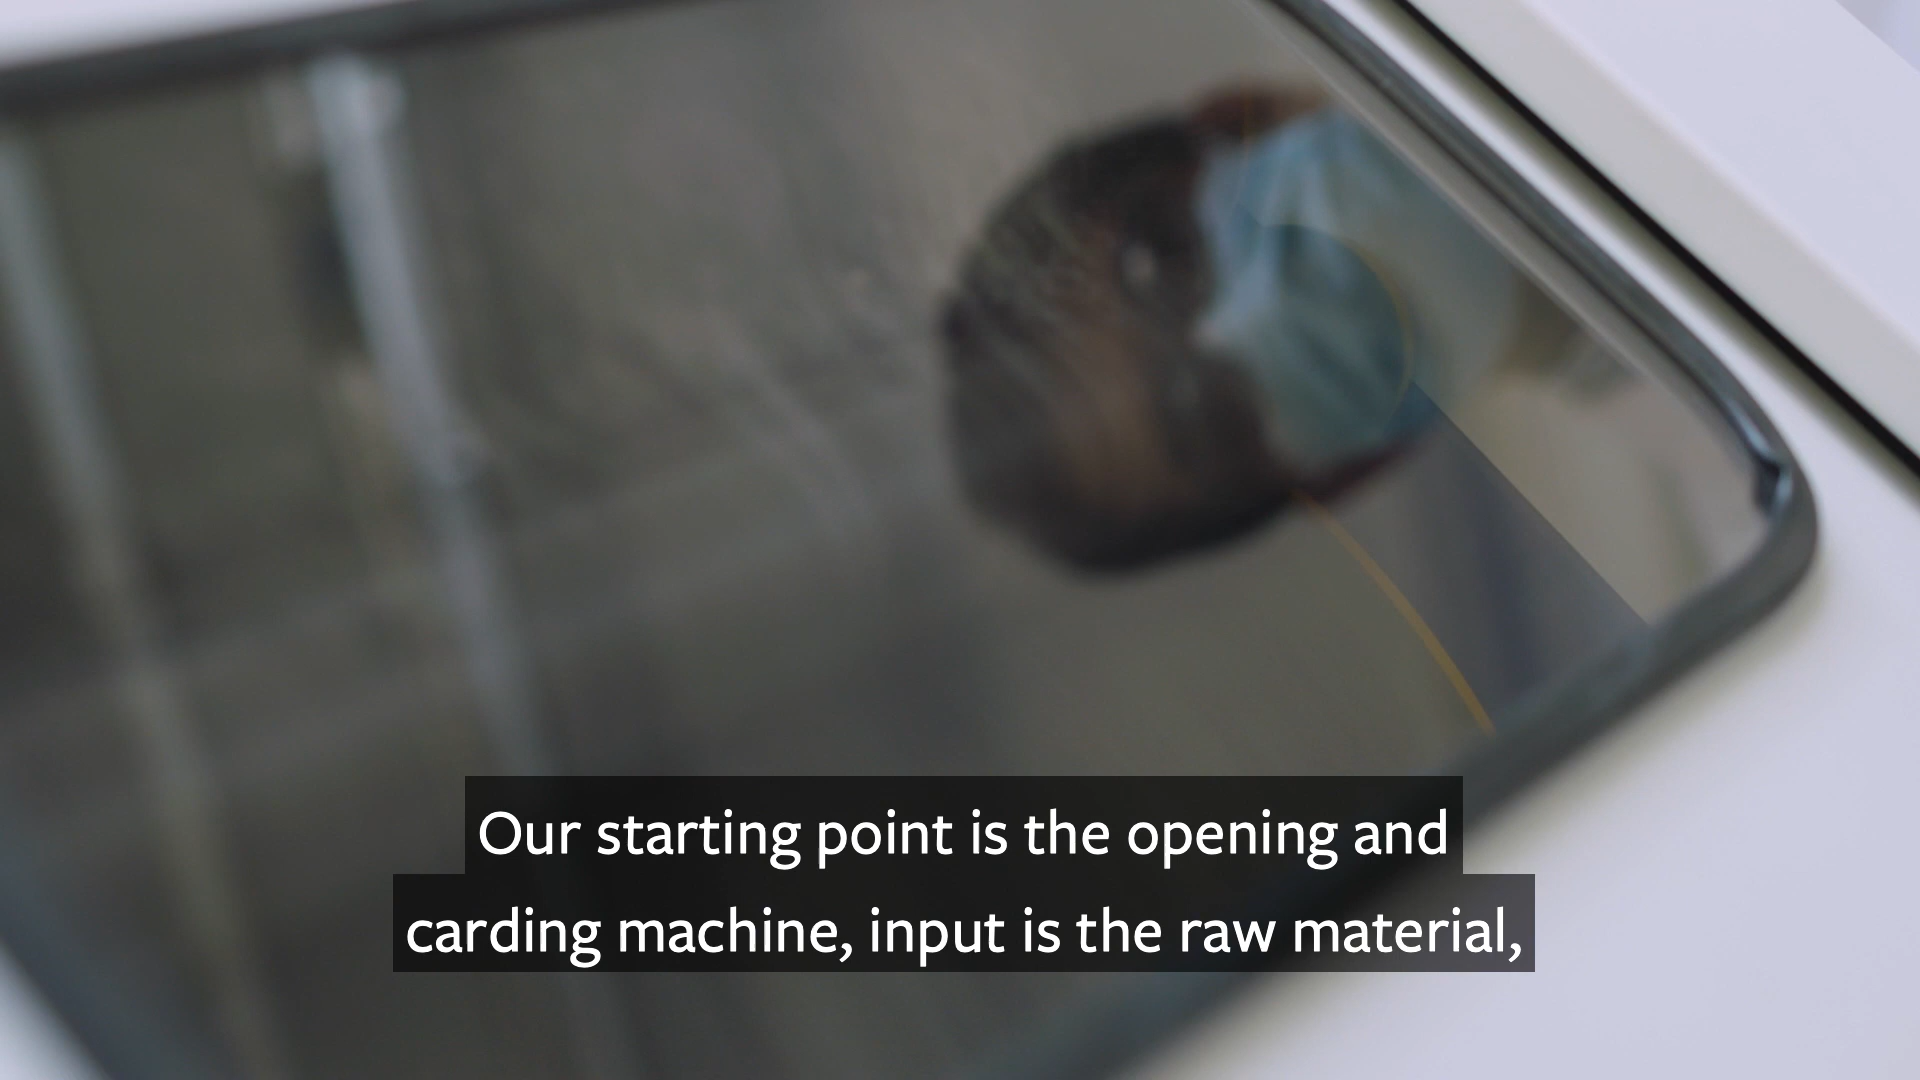 Our starting point is the opening and
carding machine, input is the raw material,